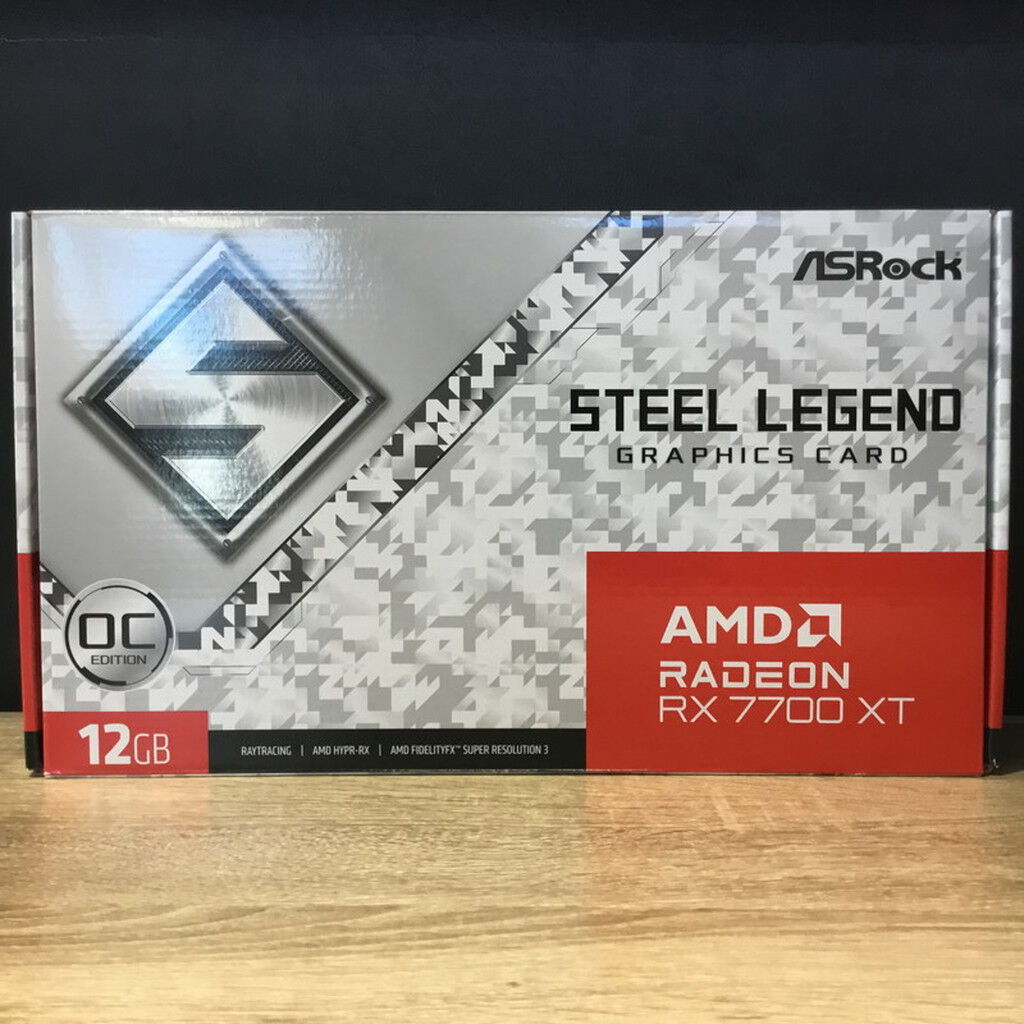 ASRock
STEEL LEGEND
GRAPHICS CARD
OC
EDITION
AMD
RADEON
RX 7700 XT
12GB
RAYTRACING | AMD HYPR-RX | AMD FIDELITYFX™ SUPER RESOLUTION 3